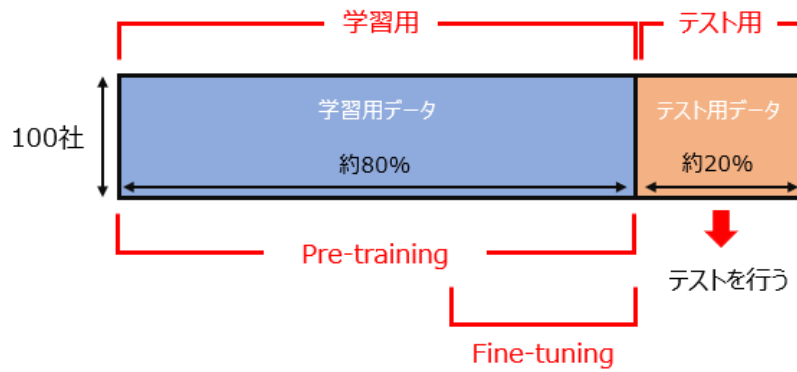 学習用
テスト用
100社
学習用データ
テスト用データ
約80%
約20%
Pre-training
テストを行う
Fine-tuning